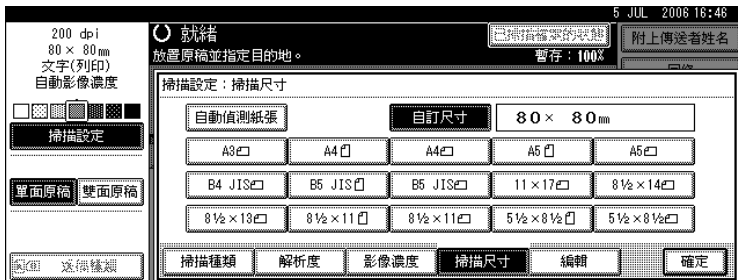 5 JUL 2006 16:46
200 dpi
80 × 80㎜
文字(列印)
自動影像濃度
就緒
已掃描檔案的狀態
附上傳送者姓名
放置原稿並指定目的地。
暫存：100%
掃描設定：掃描尺寸
自動偵測紙張
自訂尺寸
80× 80㎜
掃描設定
A3 A4 A4 A5 A5
B4 JIS B5 JIS B5 JIS 11×17 8½×14
單面原稿 雙面原稿
8½×13 8½×11 8½×11 5½×8½ 5½×8½
送稿種類
掃描種類 解析度 影像濃度 掃描尺寸 編輯 確定